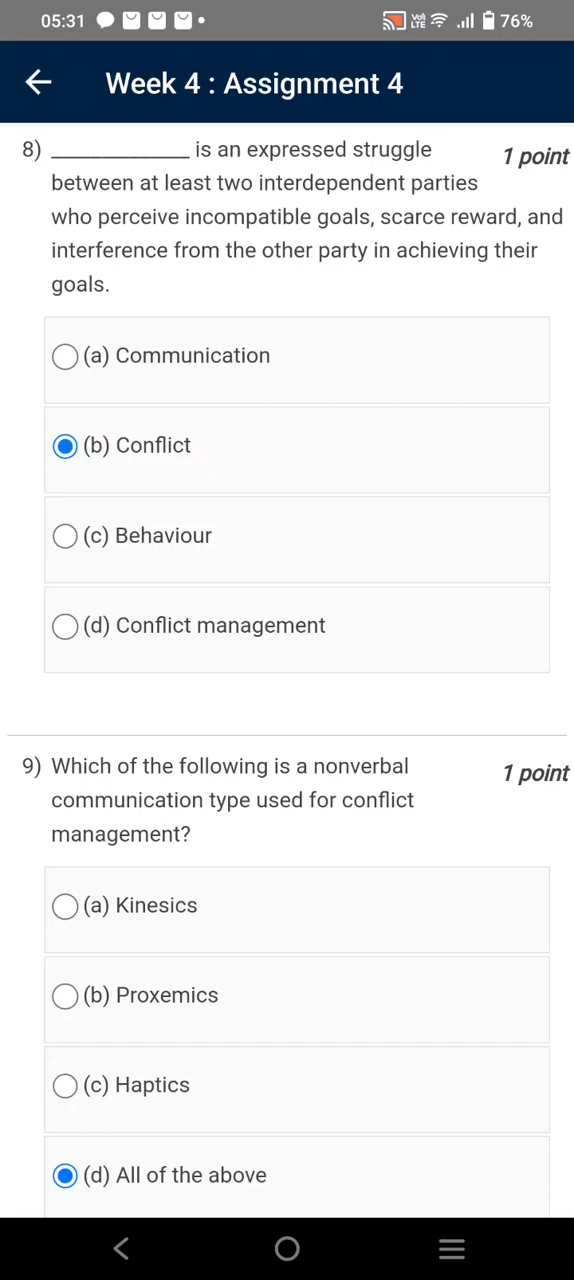 05:31
Vo) LTE 76%
Week 4 : Assignment 4
8) ____________ is an expressed struggle 1 point
between at least two interdependent parties
who perceive incompatible goals, scarce reward, and
interference from the other party in achieving their
goals.
(a) Communication
(b) Conflict
(c) Behaviour
(d) Conflict management
9) Which of the following is a nonverbal 1 point
communication type used for conflict
management?
(a) Kinesics
(b) Proxemics
(c) Haptics
(d) All of the above